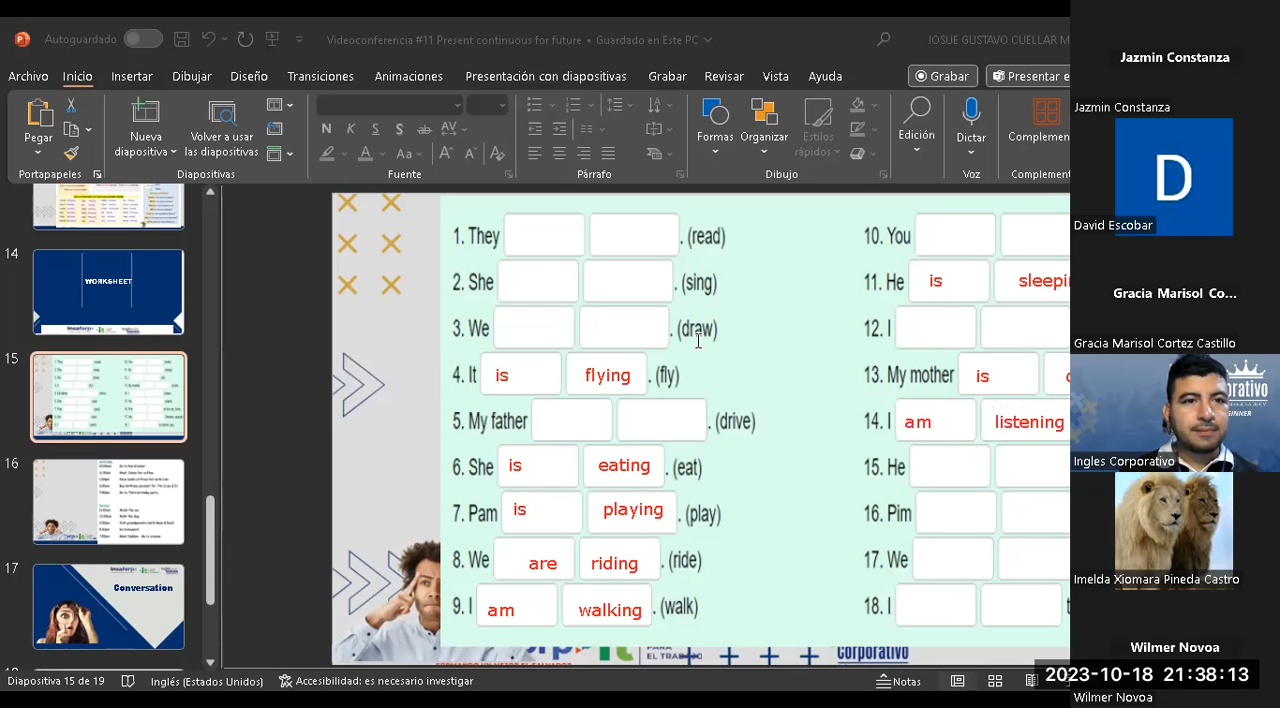 Autoguardado
Videoconferencia #11 Present continuous for future • Guardado en Este PC
JOSUE GUSTAVO CUELLAR M
Archivo Inicio Insertar Dibujar Diseño Transiciones Animaciones Presentación con diapositivas Grabar Revisar Vista Ayuda
Grabar
Presentar e
Pegar
Nueva diapositiva
Volver a usar las diapositivas
Formas
Organizar
Estilos rápidos
Edición
Dictar
Complemen
Portapapeles
Diapositivas
Fuente
Párrafo
Dibujo
Voz
Complement
14
WORKSHEET
15
16
17
Conversation
1. They . (read)
2. She . (sing)
3. We . (draw)
4. It is flying . (fly)
5. My father . (drive)
6. She is eating . (eat)
7. Pam is playing . (play)
8. We are riding . (ride)
9. I am walking . (walk)
10. You
11. He is sleepi
12. I
13. My mother is
14. I am listening
15. He
16. Pim
17. We
18. I
PARA
EL TRABAJO
corporativo
Diapositiva 15 de 19
Inglés (Estados Unidos)
Accesibilidad: es necesario investigar
Notas
Jazmin Constanza
Jazmin Constanza
D
David Escobar
Gracia Marisol Co...
Gracia Marisol Cortez Castillo
Ingles Corporativo
Imelda Xiomara Pineda Castro
Wilmer Novoa
2023-10-18 21:38:13
Wilmer Novoa